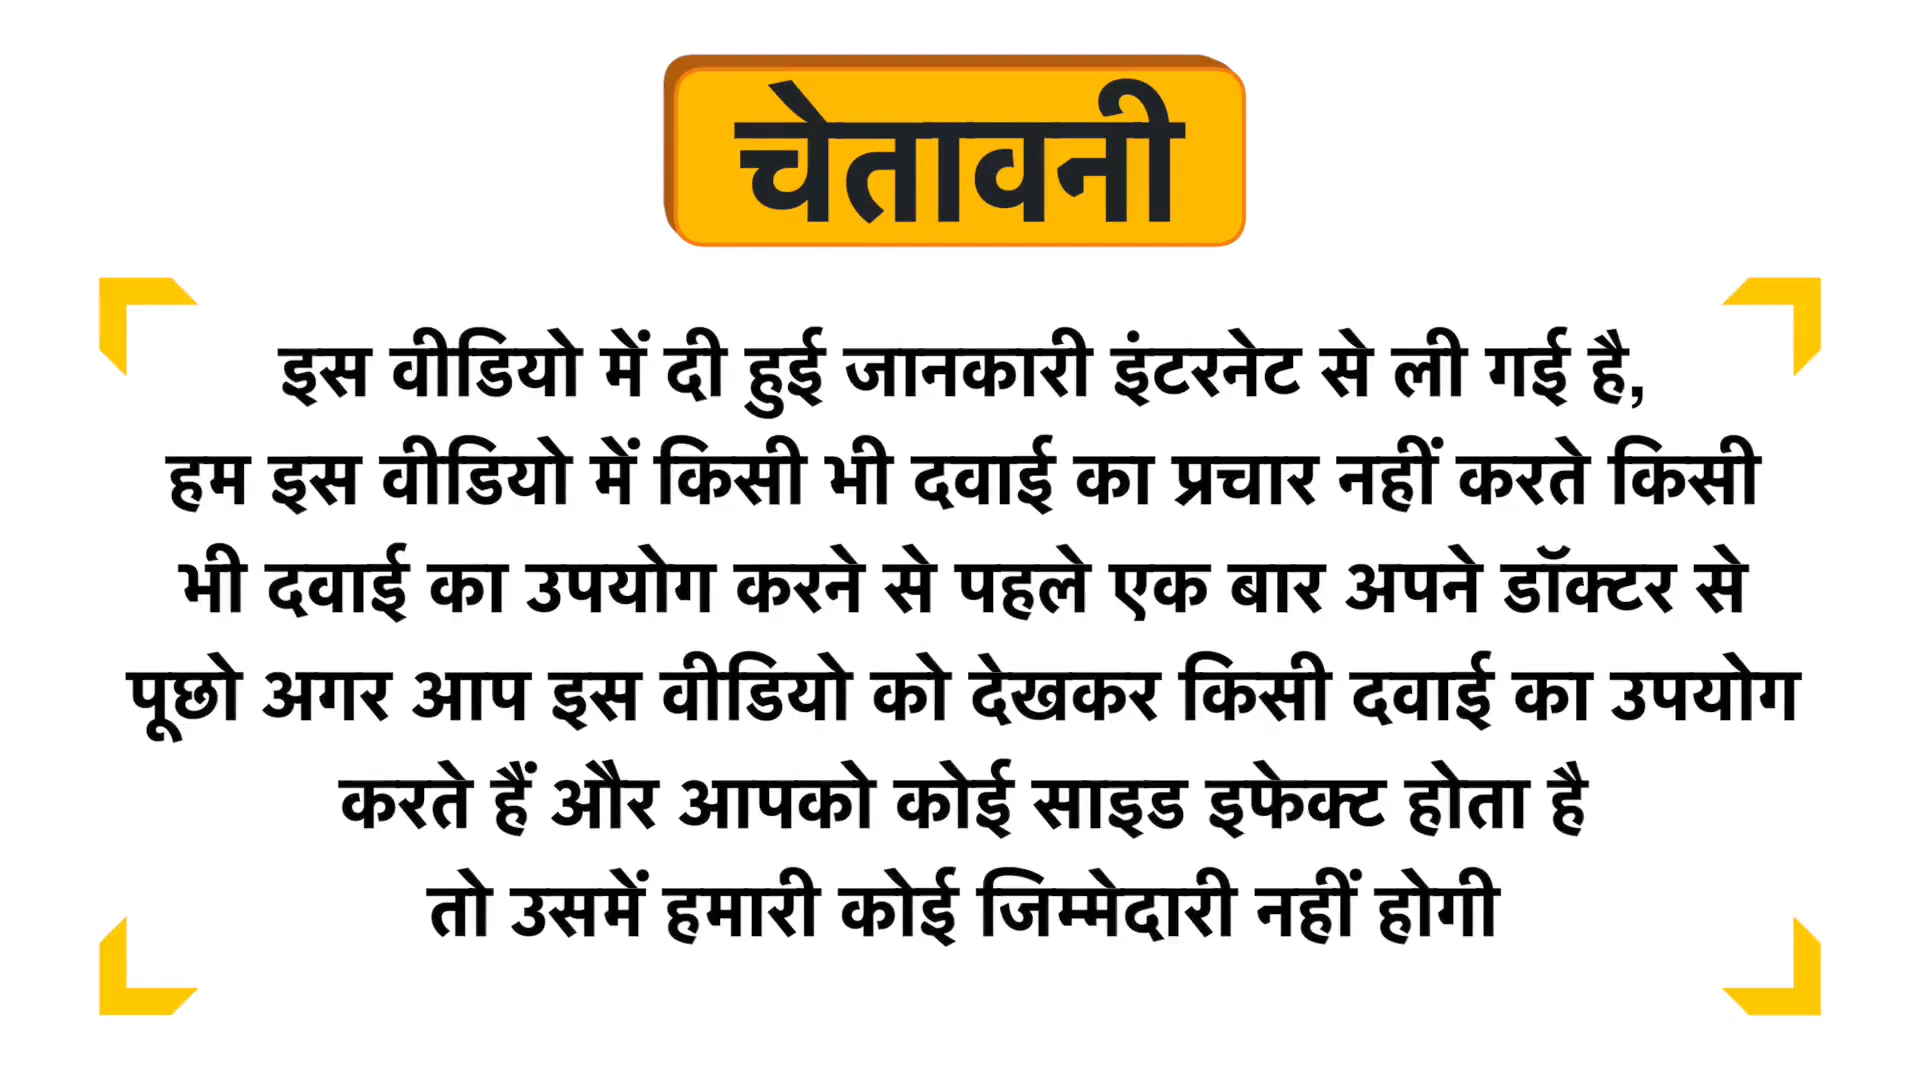 चेतावनी
इस वीडियो में दी हुई जानकारी इंटरनेट से ली गई है,
हम इस वीडियो में किसी भी दवाई का प्रचार नहीं करते किसी
भी दवाई का उपयोग करने से पहले एक बार अपने डॉक्टर से
पूछो अगर आप इस वीडियो को देखकर किसी दवाई का उपयोग
करते हैं और आपको कोई साइड इफेक्ट होता है
तो उसमें हमारी कोई जिम्मेदारी नहीं होगी